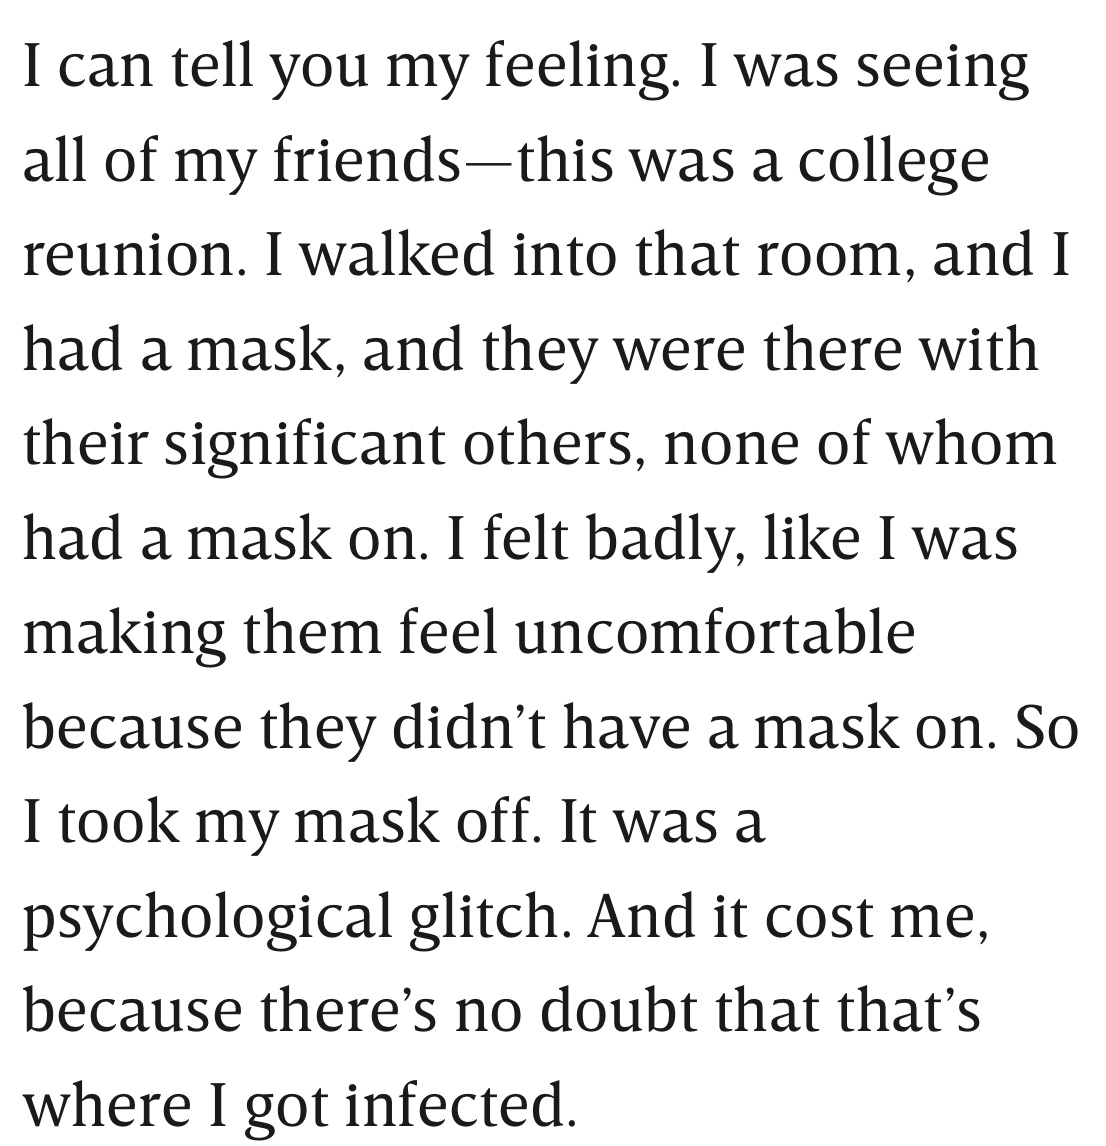 I can tell you my feeling. I was seeing
all of my friends—this was a college
reunion. I walked into that room, and I
had a mask, and they were there with
their significant others, none of whom
had a mask on. I felt badly, like I was
making them feel uncomfortable
because they didn’t have a mask on. So
I took my mask off. It was a
psychological glitch. And it cost me,
because there’s no doubt that that’s
where I got infected.